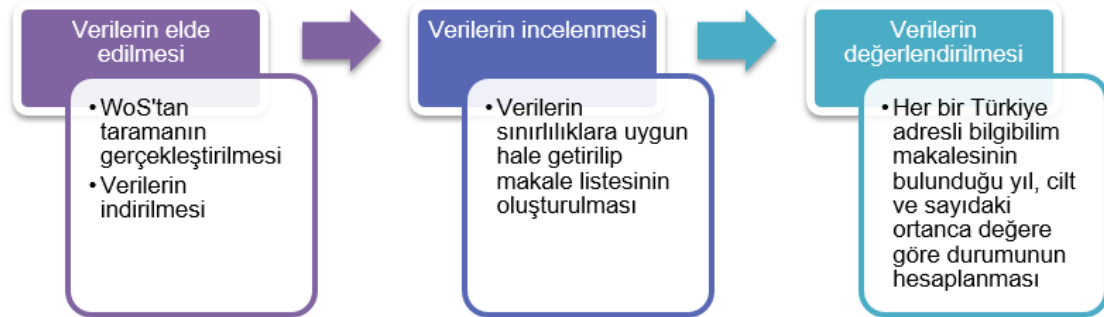 Verilerin elde
edilmesi
• WoS'tan
taramanın
gerçekleştirilmesi
• Verilerin
indirilmesi
Verilerin incelenmesi
• Verilerin
sınırlılıklara uygun
hale getirilip
makale listesinin
oluşturulması
Verilerin
değerlendirilmesi
• Her bir Türkiye
adresli bilgibilim
makalesinin
bulunduğu yıl, cilt
ve sayıdaki
ortanca değere
göre durumunun
hesaplanması